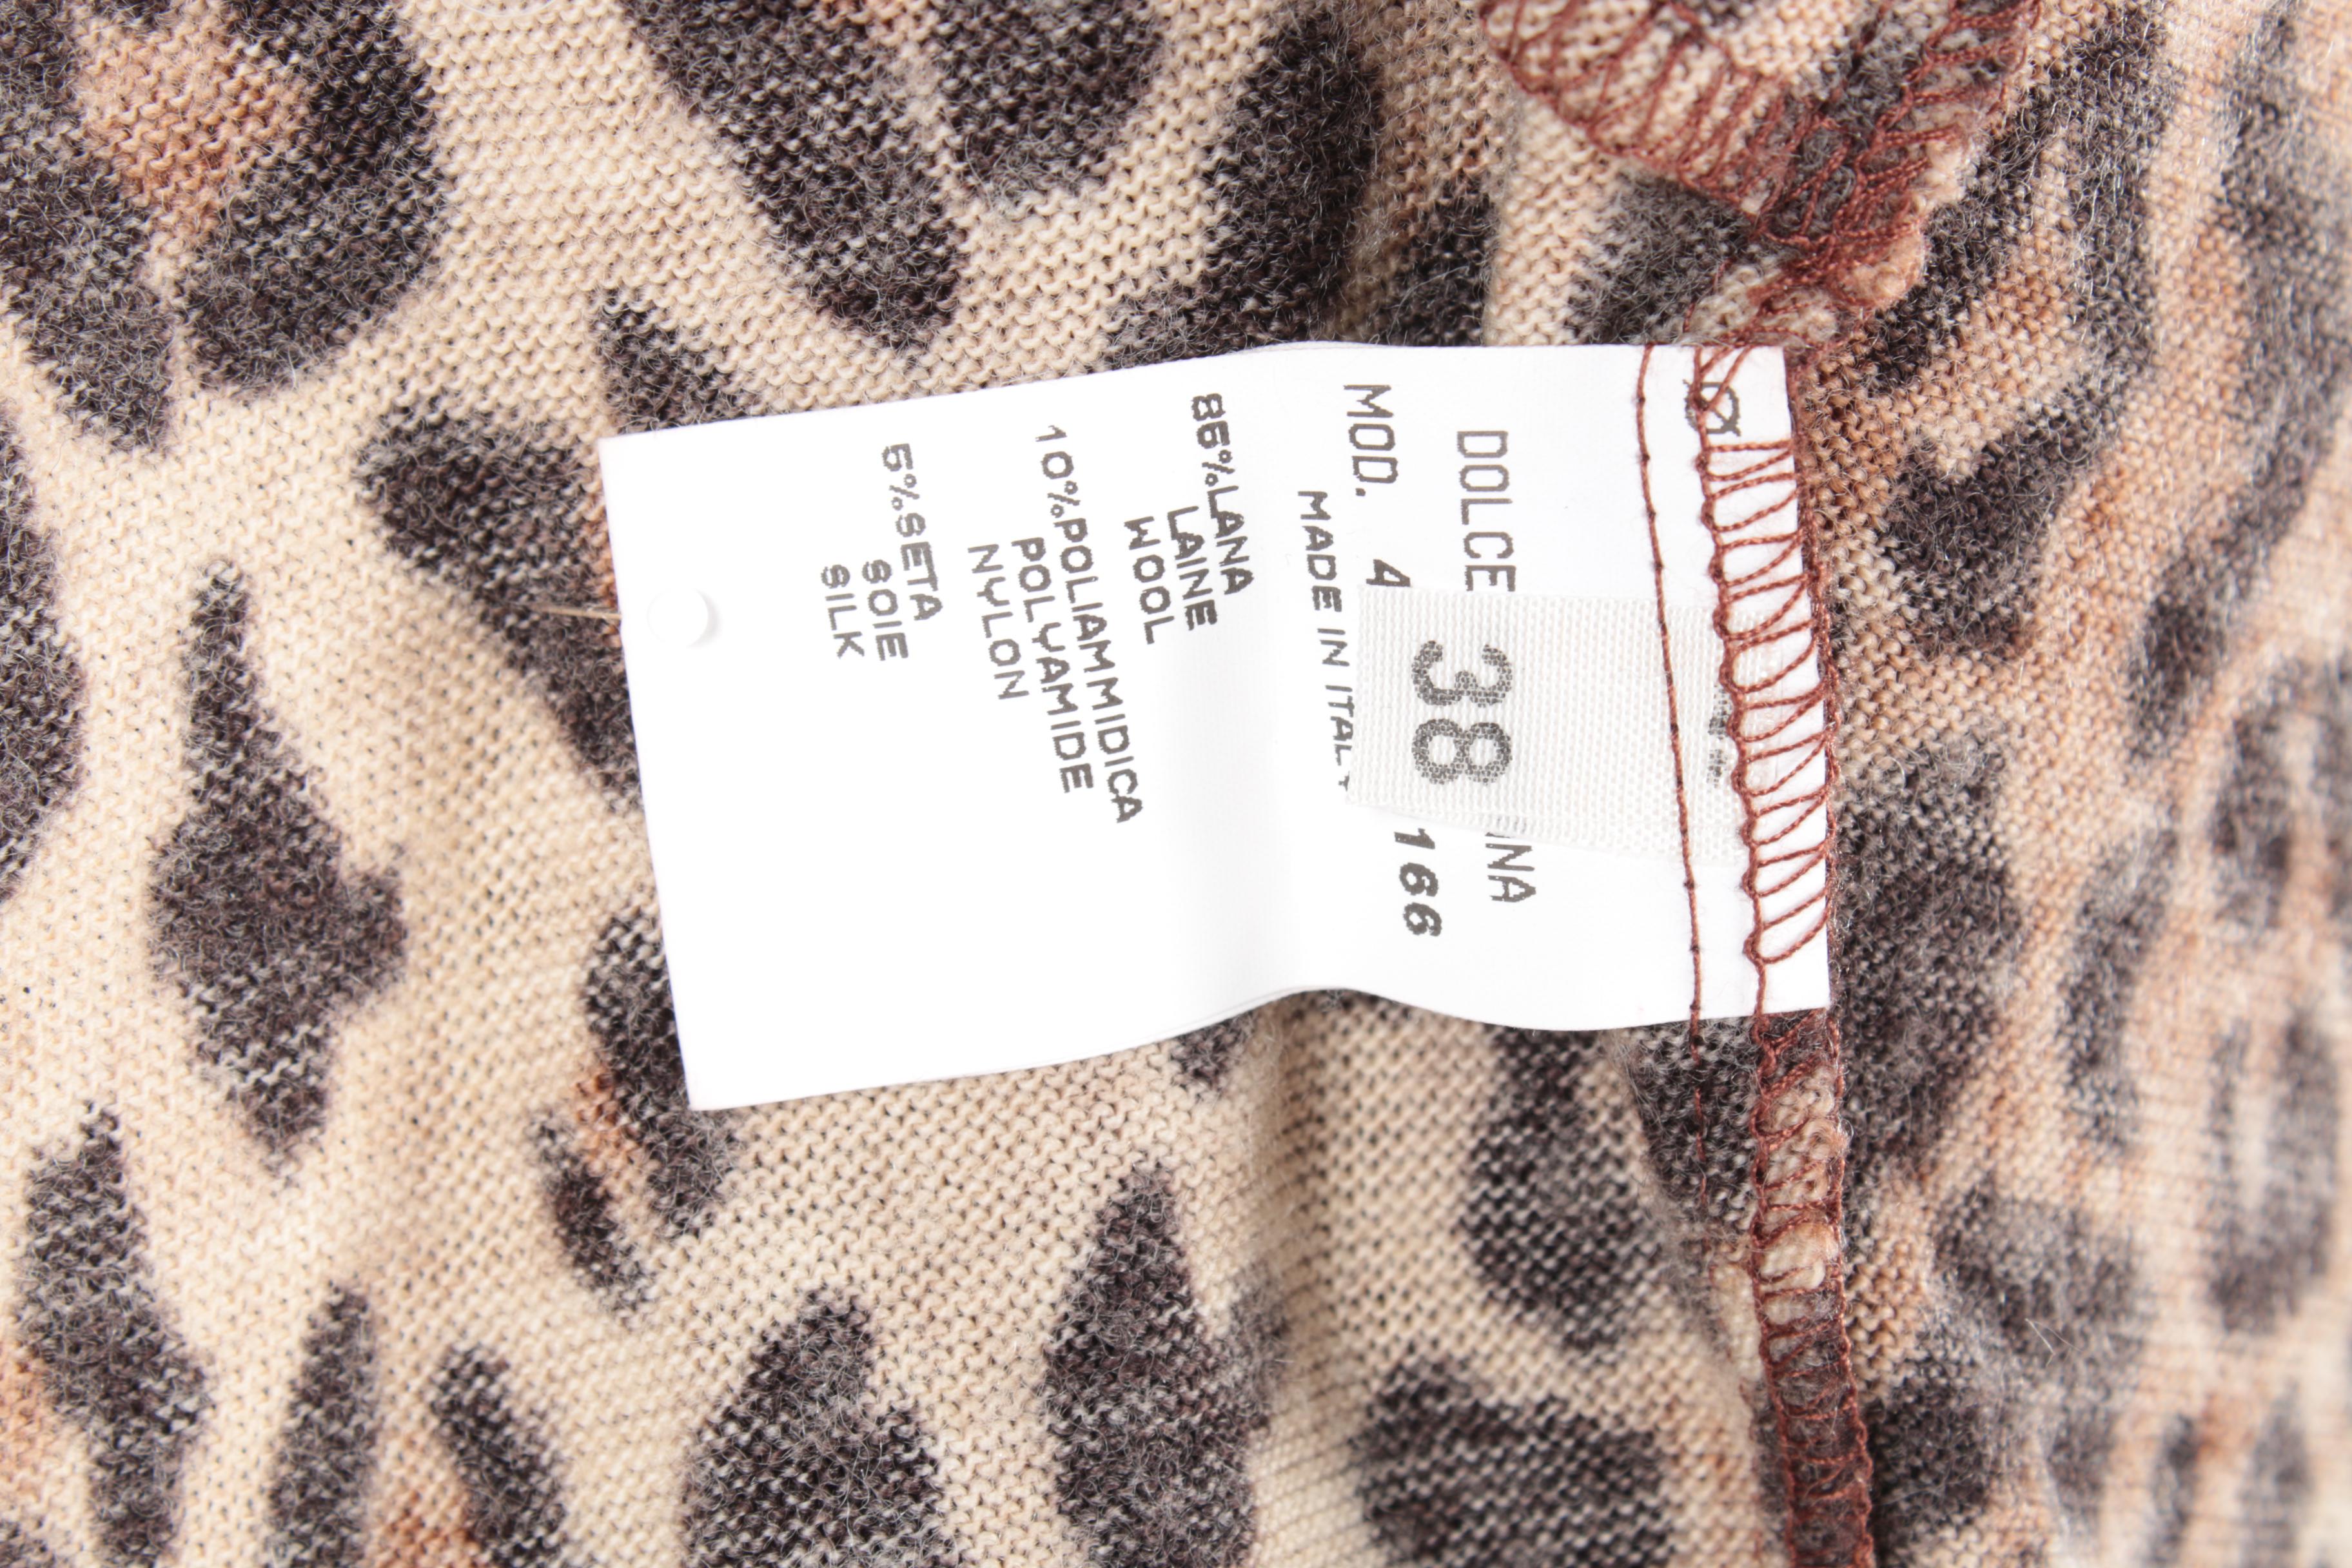 DOLCE
NA
MOD. 4
166
38
MADE IN ITALY
85%LANA
LAINE
WOOL
10%POLIAMMIDICA
POLYAMIDE
NYLON
5%SETA
SOIE
SILK